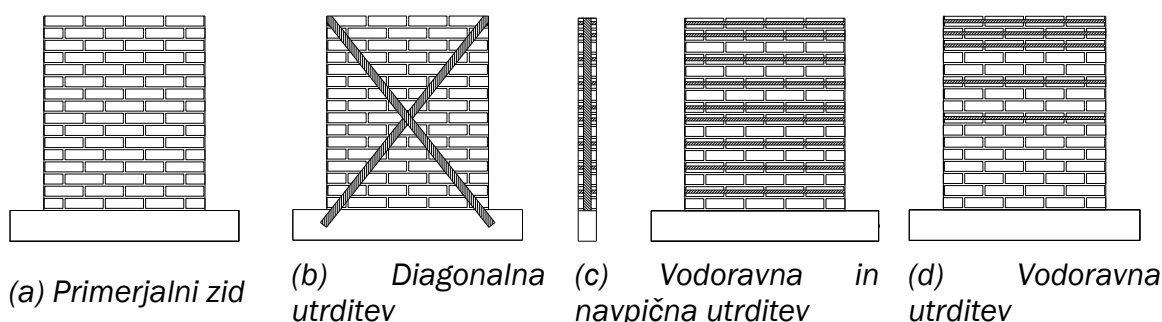 (a) Primerjalni zid
(b) Diagonalna
utrditev
(c) Vodoravna in
navpična utrditev
(d) Vodoravna
utrditev